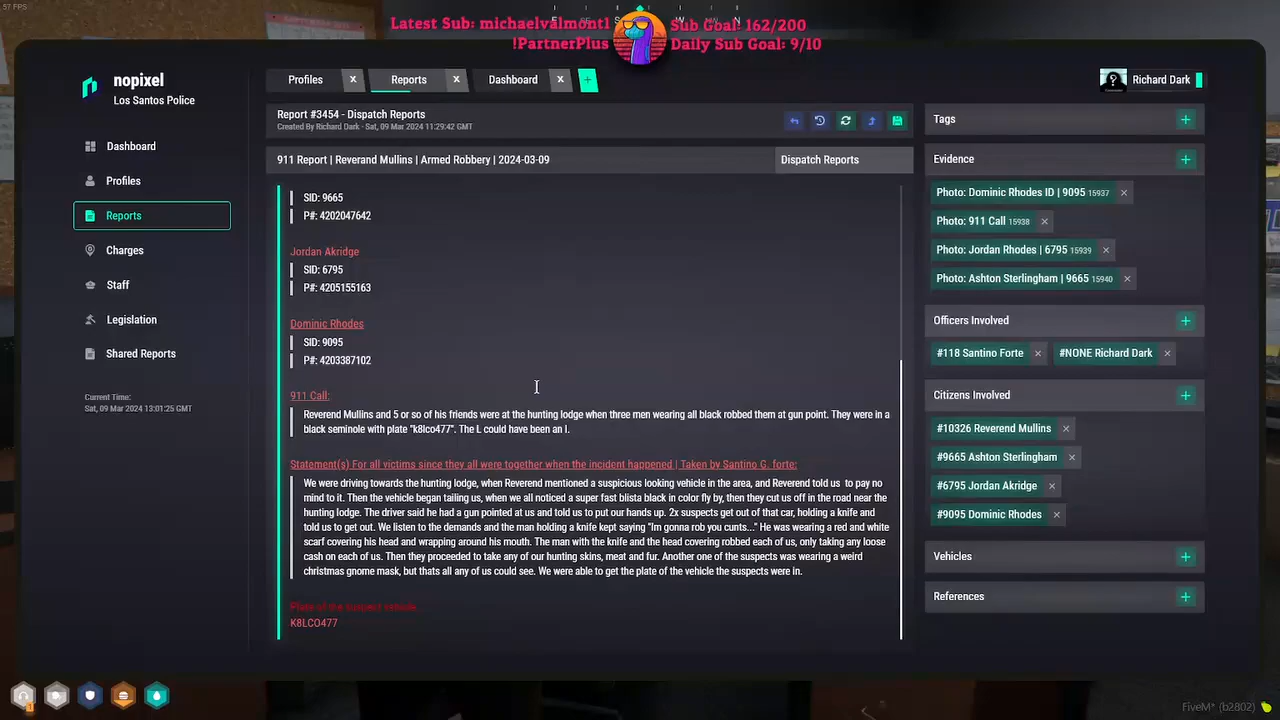 57 FPS
E
S
W
N
Latest Sub: michaelvalmont1
Sub Goal: 162/200
!PartnerPlus
Daily Sub Goal: 9/10
nopixel
Los Santos Police
Profiles x
Reports x
Dashboard x
+
Richard Dark
Dashboard
Profiles
Reports
Charges
Staff
Legislation
Shared Reports
Current Time:
Sat, 09 Mar 2024 13:01:25 GMT
Report #3454 - Dispatch Reports
Created By Richard Dark - Sat, 09 Mar 2024 11:29:42 GMT
911 Report | Reverand Mullins | Armed Robbery | 2024-03-09
Dispatch Reports
SID: 9665
P#: 4202047642
Jordan Akridge
SID: 6795
P#: 4205155163
Dominic Rhodes
SID: 9095
P#: 4203387102
911 Call:
Reverend Mullins and 5 or so of his friends were at the hunting lodge when three men wearing all black robbed them at gun point. They were in a
black seminole with plate "k8lco477". The L could have been an I.
Statement(s) For all victims since they all were together when the incident happened | Taken by Santino G. forte:
We were driving towards the hunting lodge, when Reverend mentioned a suspicious looking vehicle in the area, and Reverend told us to pay no
mind to it. Then the vehicle began tailing us, when we all noticed a super fast blista black in color fly by, then they cut us off in the road near the
hunting lodge. The driver said he had a gun pointed at us and told us to put our hands up. 2x suspects get out of that car, holding a knife and
told us to get out. We listen to the demands and the man holding a knife kept saying "Im gonna rob you cunts..." He was wearing a red and white
scarf covering his head and wrapping around his mouth. The man with the knife and the head covering robbed each of us, only taking any loose
cash on each of us. Then they proceeded to take any of our hunting skins, meat and fur. Another one of the suspects was wearing a weird
christmas gnome mask, but thats all any of us could see. We were able to get the plate of the vehicle the suspects were in.
Plate of the suspect vehicle:
K8LCO477
Tags +
Evidence +
Photo: Dominic Rhodes ID | 9095 15937 x
Photo: 911 Call 15938 x
Photo: Jordan Rhodes | 6795 15939 x
Photo: Ashton Sterlingham | 9665 15940 x
Officers Involved +
#118 Santino Forte x
#NONE Richard Dark x
Citizens Involved +
#10326 Reverend Mullins x
#9665 Ashton Sterlingham x
#6795 Jordan Akridge x
#9095 Dominic Rhodes x
Vehicles +
References +
FiveM* (b2802)